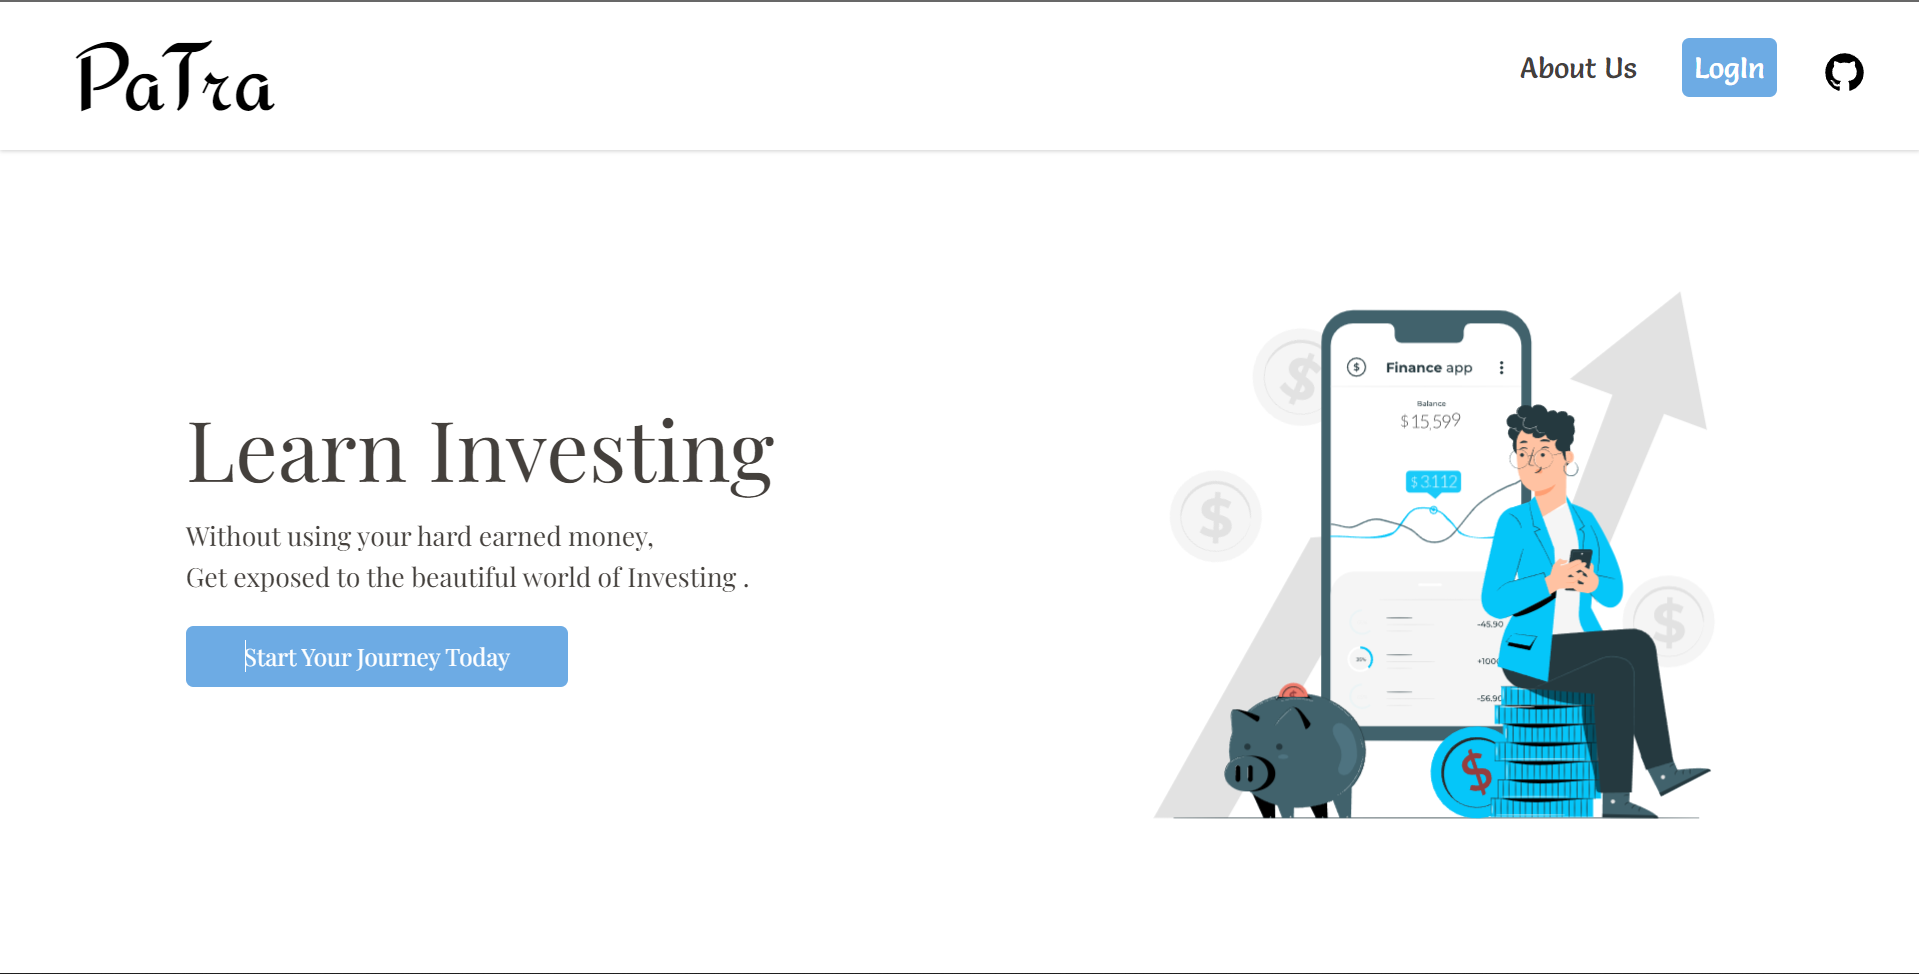 PaTra
About Us
LogIn
Learn Investing
Without using your hard earned money,
Get exposed to the beautiful world of Investing .
Start Your Journey Today
$ Finance app
Balance
$ 15,599
$ 3112
-45.90
30%
+100
-56.90
$
$
$
$